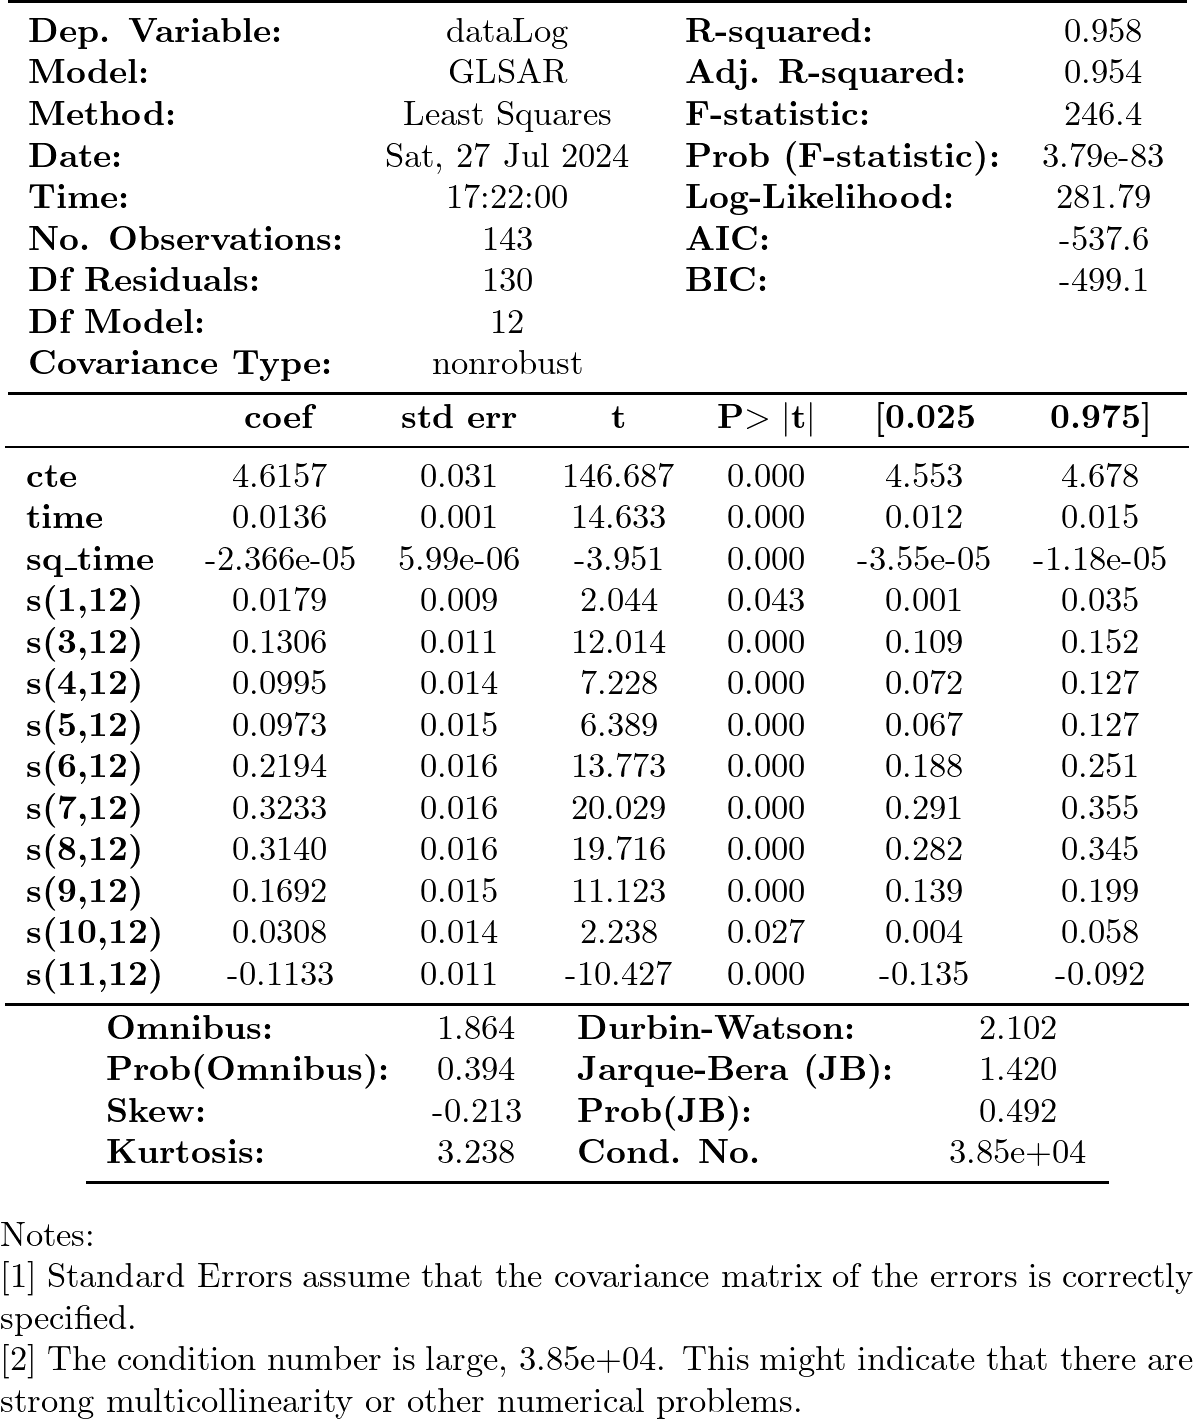 Dep. Variable: dataLog R-squared: 0.958
Model: GLSAR Adj. R-squared: 0.954
Method: Least Squares F-statistic: 246.4
Date: Sat, 27 Jul 2024 Prob (F-statistic): 3.79e-83
Time: 17:22:00 Log-Likelihood: 281.79
No. Observations: 143 AIC: -537.6
Df Residuals: 130 BIC: -499.1
Df Model: 12
Covariance Type: nonrobust
coef std err t P> |t| [0.025 0.975]
cte 4.6157 0.031 146.687 0.000 4.553 4.678
time 0.0136 0.001 14.633 0.000 0.012 0.015
sq_time -2.366e-05 5.99e-06 -3.951 0.000 -3.55e-05 -1.18e-05
s(1,12) 0.0179 0.009 2.044 0.043 0.001 0.035
s(3,12) 0.1306 0.011 12.014 0.000 0.109 0.152
s(4,12) 0.0995 0.014 7.228 0.000 0.072 0.127
s(5,12) 0.0973 0.015 6.389 0.000 0.067 0.127
s(6,12) 0.2194 0.016 13.773 0.000 0.188 0.251
s(7,12) 0.3233 0.016 20.029 0.000 0.291 0.355
s(8,12) 0.3140 0.016 19.716 0.000 0.282 0.345
s(9,12) 0.1692 0.015 11.123 0.000 0.139 0.199
s(10,12) 0.0308 0.014 2.238 0.027 0.004 0.058
s(11,12) -0.1133 0.011 -10.427 0.000 -0.135 -0.092
Omnibus: 1.864 Durbin-Watson: 2.102
Prob(Omnibus): 0.394 Jarque-Bera (JB): 1.420
Skew: -0.213 Prob(JB): 0.492
Kurtosis: 3.238 Cond. No. 3.85e+04
Notes:
[1] Standard Errors assume that the covariance matrix of the errors is correctly
specified.
[2] The condition number is large, 3.85e+04. This might indicate that there are
strong multicollinearity or other numerical problems.